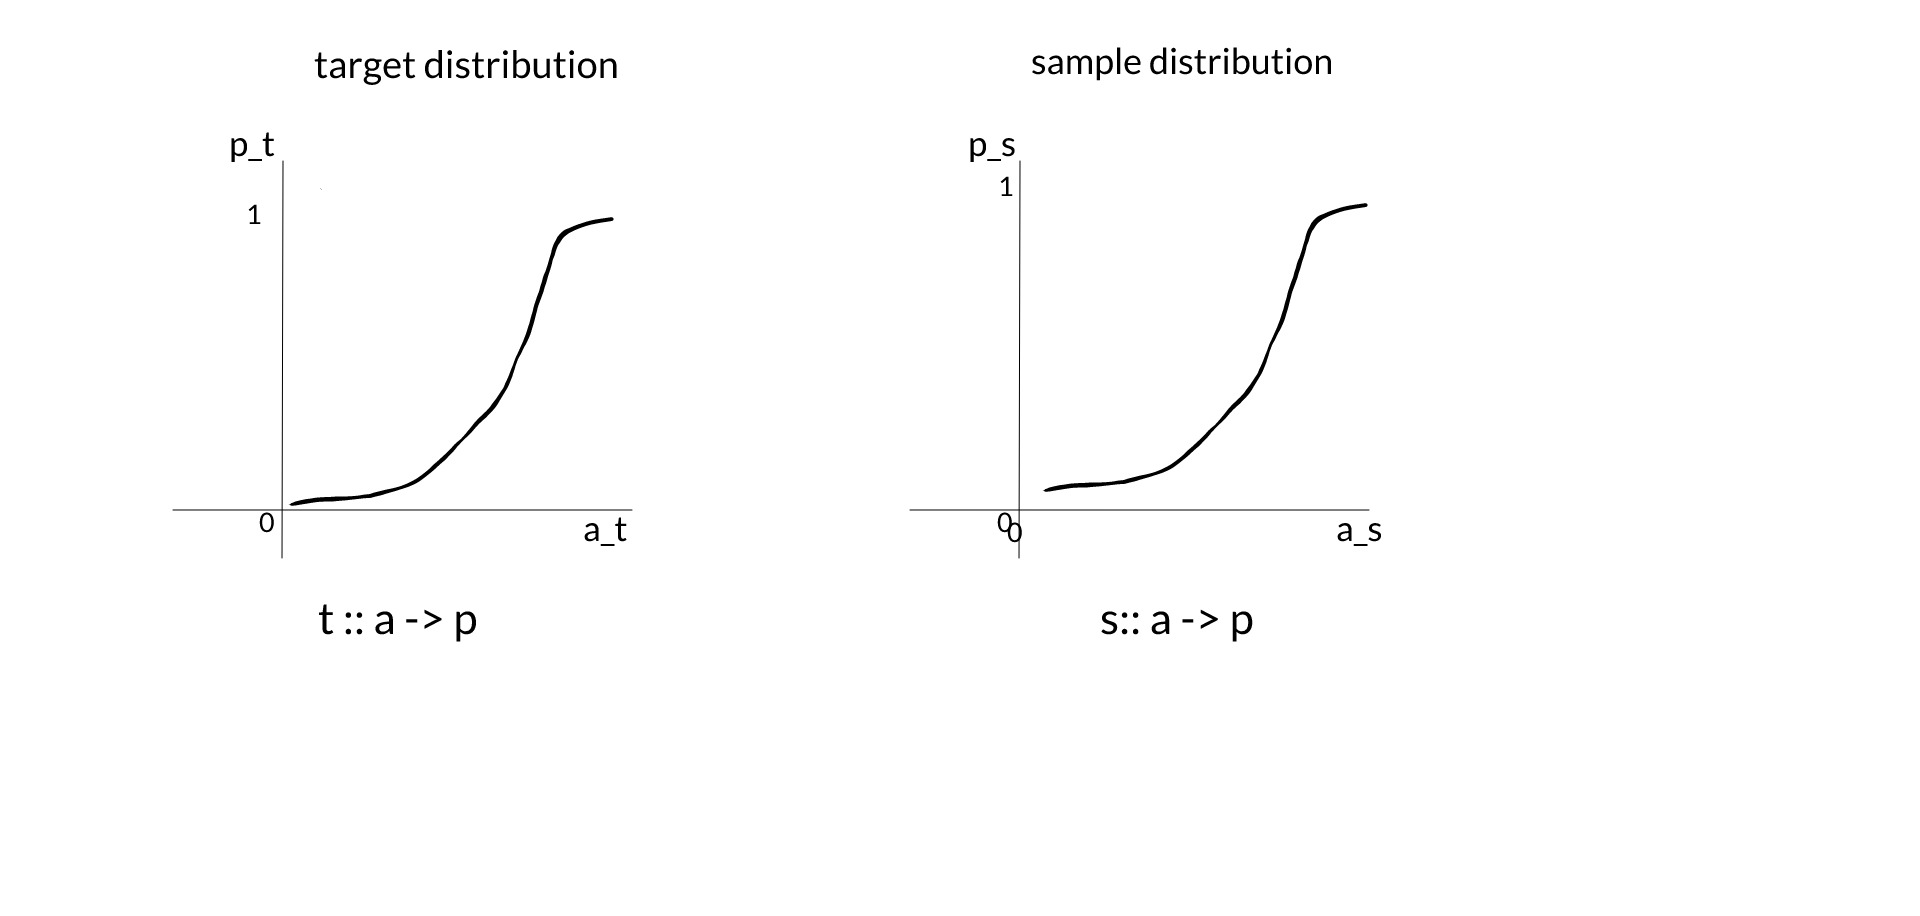 target distribution
p_t
1
0
a_t
t :: a -> p
sample distribution
p_s
1
0
0
a_s
s:: a -> p